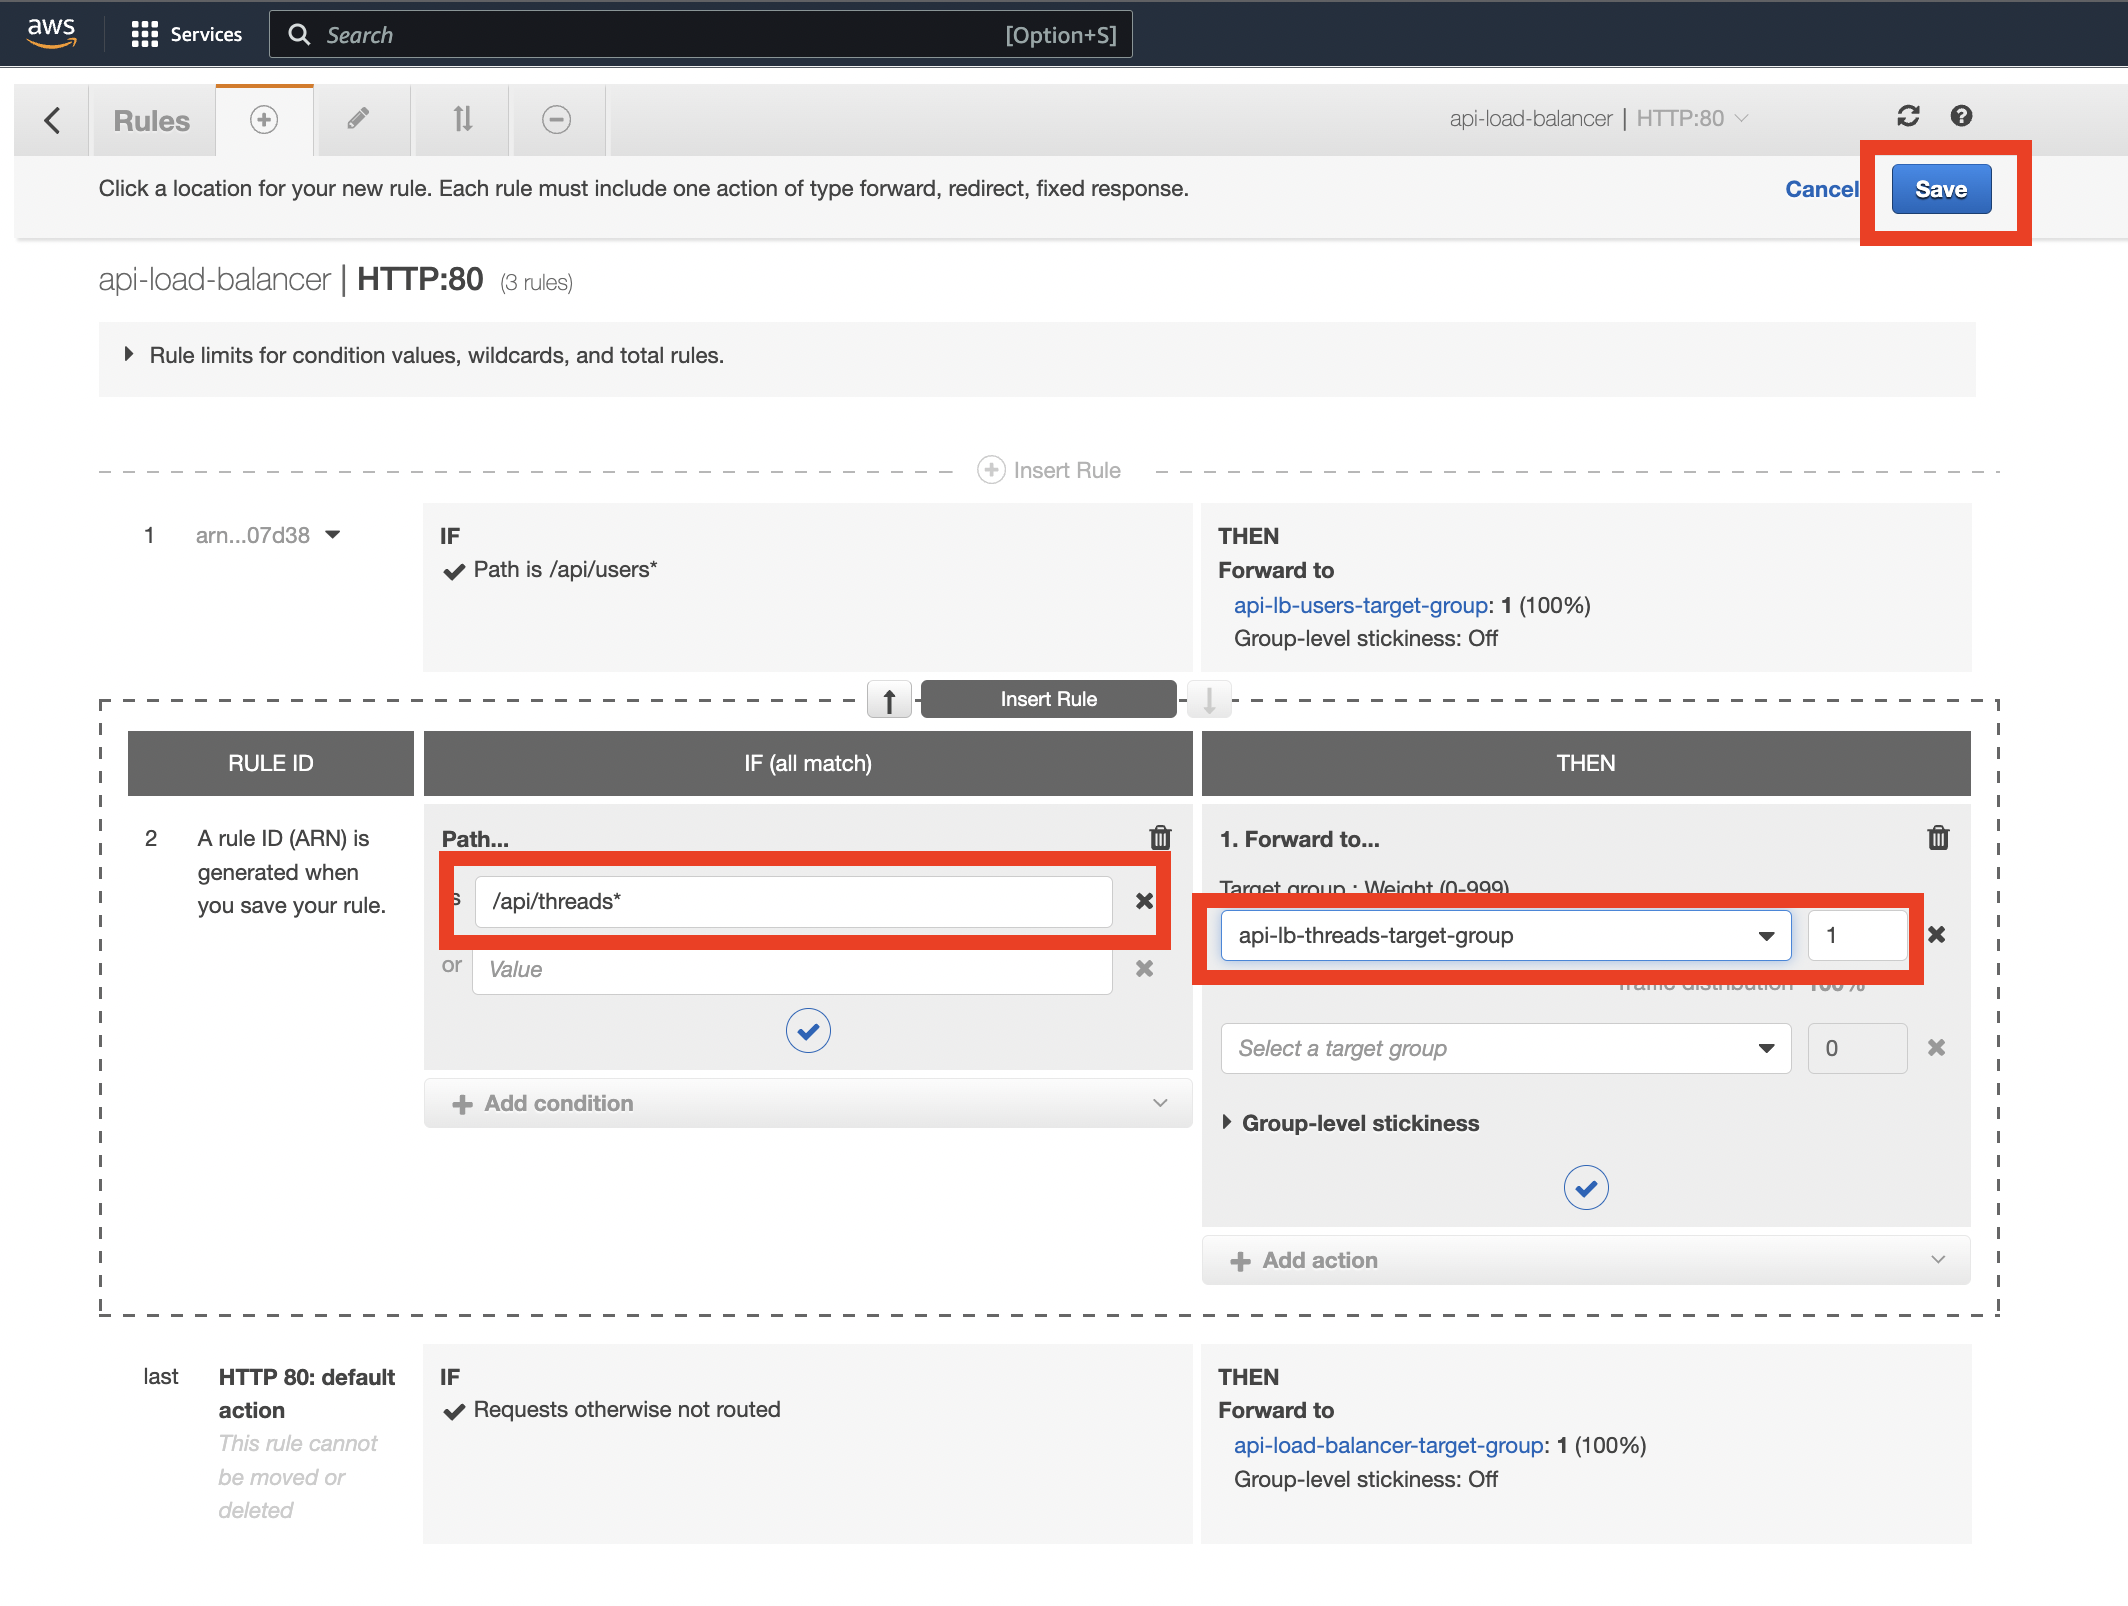 aws Services Search [Option+S]
Rules api-load-balancer | HTTP:80
Click a location for your new rule. Each rule must include one action of type forward, redirect, fixed response. Cancel Save
api-load-balancer | HTTP:80 (3 rules)
Rule limits for condition values, wildcards, and total rules.
Insert Rule
1 arn...07d38 IF THEN
Path is /api/users* Forward to
api-lb-users-target-group: 1 (100%)
Group-level stickiness: Off
Insert Rule
RULE ID IF (all match) THEN
2 A rule ID (ARN) is Path... 1. Forward to...
generated when Target group : Weight (0-999)
you save your rule. /api/threads* api-lb-threads-target-group 1
or Value Traffic distribution 100%
Select a target group 0
Add condition Group-level stickiness
Add action
last HTTP 80: default IF THEN
action Requests otherwise not routed Forward to
This rule cannot api-load-balancer-target-group: 1 (100%)
be moved or Group-level stickiness: Off
deleted